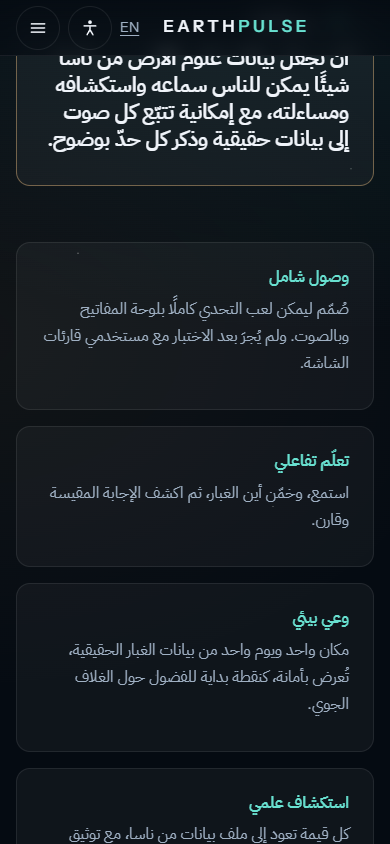 EN
EARTHPULSE
أن نجعل بيانات علوم الأرض من ناسا
شيئًا يمكن للناس سماعه واستكشافه
ومساءلته، مع إمكانية تتبّع كل صوت
إلى بيانات حقيقية وذكر كل حدّ بوضوح.
وصول شامل
صُمّم ليمكن لعب التحدي كاملًا بلوحة المفاتيح
وبالصوت. ولم يُجرَ بعد الاختبار مع مستخدمي قارئات
الشاشة.
تعلّم تفاعلي
استمع، وخمّن أين الغبار، ثم اكشف الإجابة المقيسة
وقارن.
وعي بيئي
مكان واحد ويوم واحد من بيانات الغبار الحقيقية،
تُعرض بأمانة، كنقطة بداية للفضول حول الغلاف
الجوي.
استكشاف علمي
كل قيمة تعود إلى ملف بيانات من ناسا، مع توثيق